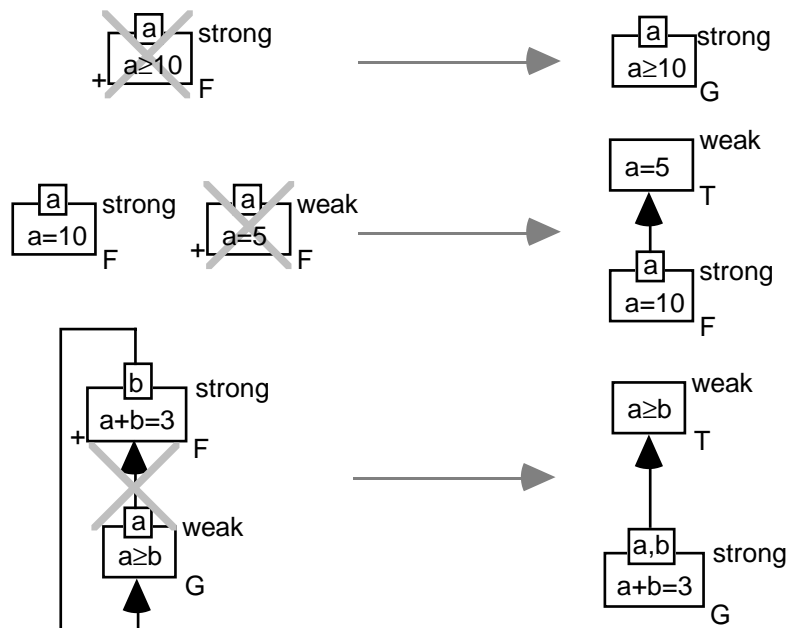 a strong
a≥10
+ F
a strong
a≥10
G
a strong
a=10
F
a weak
a=5
+ F
weak
a=5
T
a strong
a=10
F
b strong
a+b=3
+ F
a weak
a≥b
G
weak
a≥b
T
a,b strong
a+b=3
G